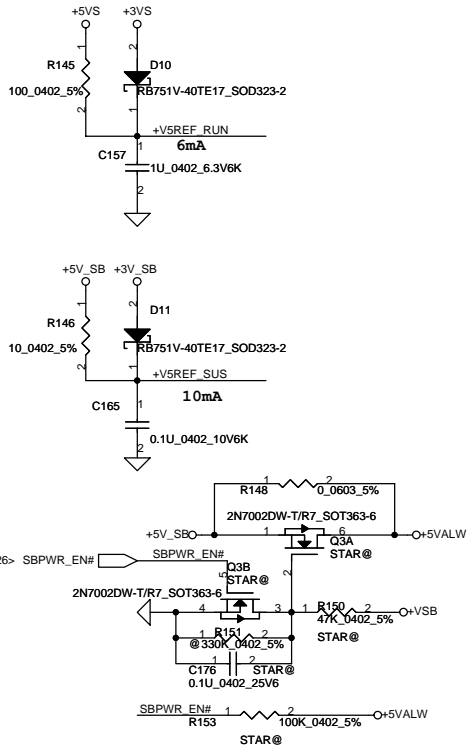 +5VS +3VS
1 2
R145 D10
100_0402_5% RB751V-40TE17_SOD323-2
2 1
+V5REF_RUN
6mA
C157 1
1U_0402_6.3V6K
2
+5V_SB +3V_SB
1 2
R146 D11
10_0402_5% RB751V-40TE17_SOD323-2
2 1
+V5REF_SUS
10mA
C165 1
0.1U_0402_10V6K
2
1 2
R148 0_0603_5%
2N7002DW-T/R7_SOT363-6
+5V_SB 1 6 +5VALW
Q3A
STAR@
2
26> SBPWR_EN# SBPWR_EN#
5
Q3B
STAR@
2N7002DW-T/R7_SOT363-6
4 3 1 R150 2 +VSB
47K_0402_5%
STAR@
1 R151 2
@330K_0402_5%
1 2
C176 STAR@
0.1U_0402_25V6
SBPWR_EN# 1 2 +5VALW
R153 100K_0402_5%
STAR@